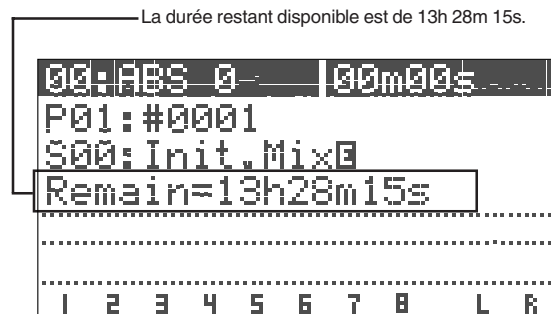 La durée restant disponible est de 13h 28m 15s.
00:ABS 0 00m00s
P01:#0001
S00:Init.Mix E
Remain=13h28m15s
1 2 3 4 5 6 7 8 L R